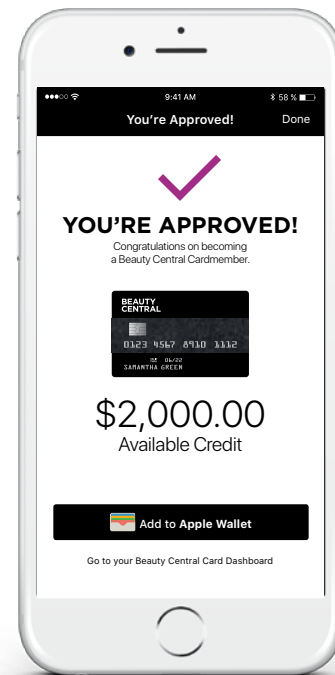 9:41 AM 58 %
You're Approved! Done
YOU'RE APPROVED!
Congratulations on becoming
a Beauty Central Cardmember.
BEAUTY
CENTRAL
0123 4567 8910 1112
06/22
SAMANTHA GREEN
$2,000.00
Available Credit
Add to Apple Wallet
Go to your Beauty Central Card Dashboard